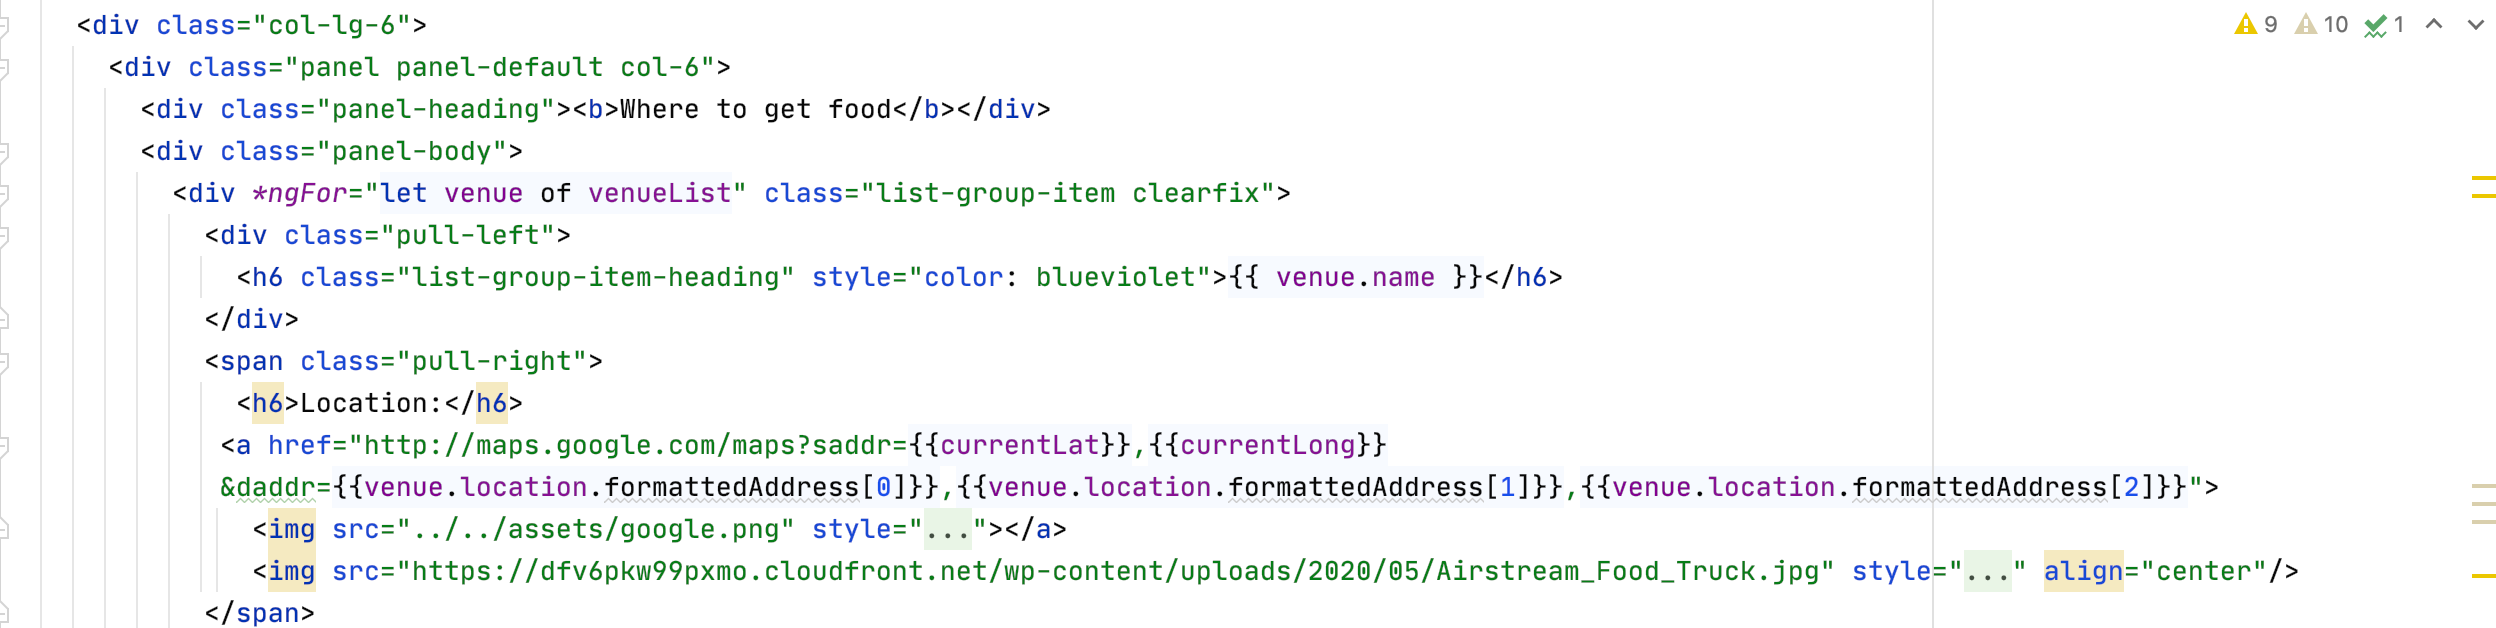 <div class="col-lg-6"> 9 10 1
<div class="panel panel-default col-6">
<div class="panel-heading"><b>Where to get food</b></div>
<div class="panel-body">
<div *ngFor="let venue of venueList" class="list-group-item clearfix">
<div class="pull-left">
<h6 class="list-group-item-heading" style="color: blueviolet">{{ venue.name }}</h6>
</div>
<span class="pull-right">
<h6>Location:</h6>
<a href="http://maps.google.com/maps?saddr={{currentLat}},{{currentLong}}
&daddr={{venue.location.formattedAddress[0]}},{{venue.location.formattedAddress[1]}},{{venue.location.formattedAddress[2]}}">
<img src="../../assets/google.png" style="..."></a>
<img src="https://dfv6pkw99pxmo.cloudfront.net/wp-content/uploads/2020/05/Airstream_Food_Truck.jpg" style="..." align="center"/>
</span>